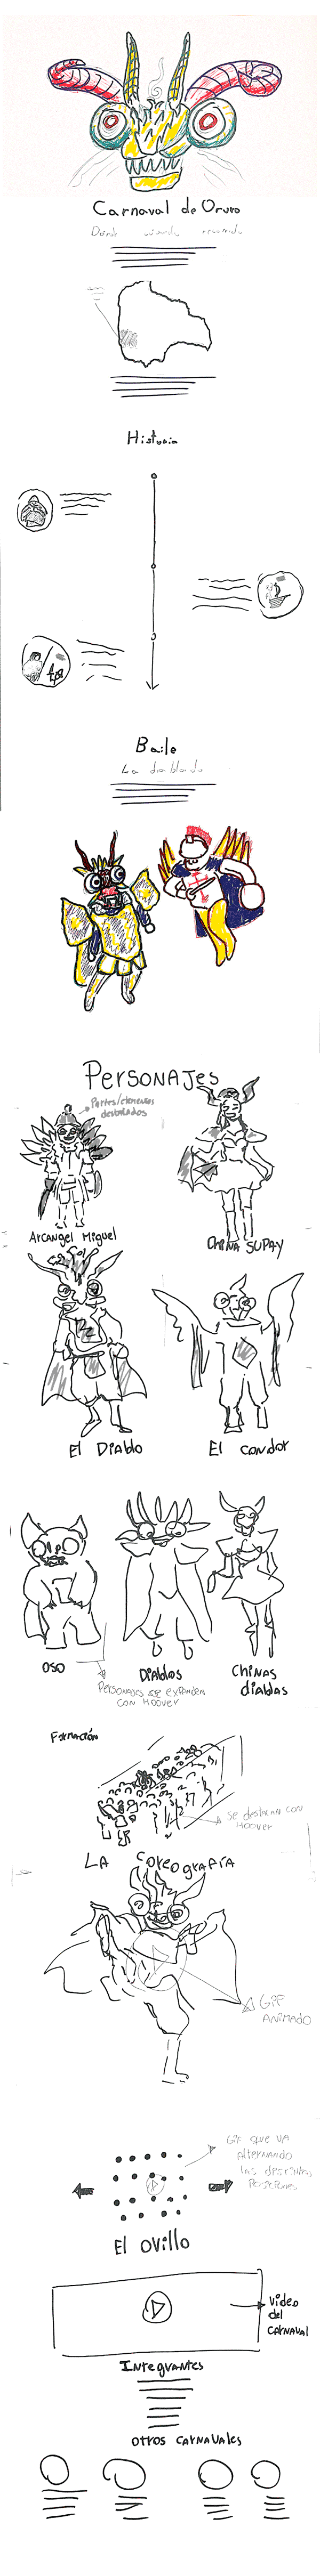 Carnaval de Oruro
Historia
Baile
La diablada
PERSONAJES
Partes/elementos
destacados
Arcangel Miguel
CHINA SUPAY
El Diablo
El condor
oso
Diablos
Chinas
diablas
Personajes se expanden
con Hoover
Formación
se destacan con
Hoover
LA Coreografía
GIF
ANIMADO
Gif que va
alternando
las distintas
posiciones
El ovillo
Video
del
CARNAVAL
Integrantes
otros CARNAVALES